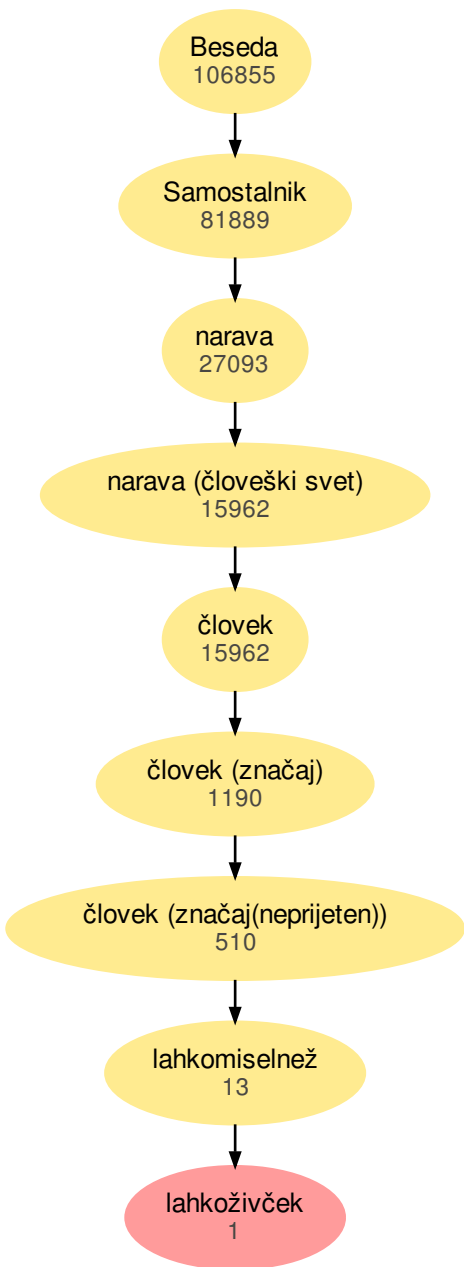 Beseda
106855
Samostalnik
81889
narava
27093
narava (človeški svet)
15962
človek
15962
človek (značaj)
1190
človek (značaj(neprijeten))
510
lahkomiselnež
13
lahkoživček
1